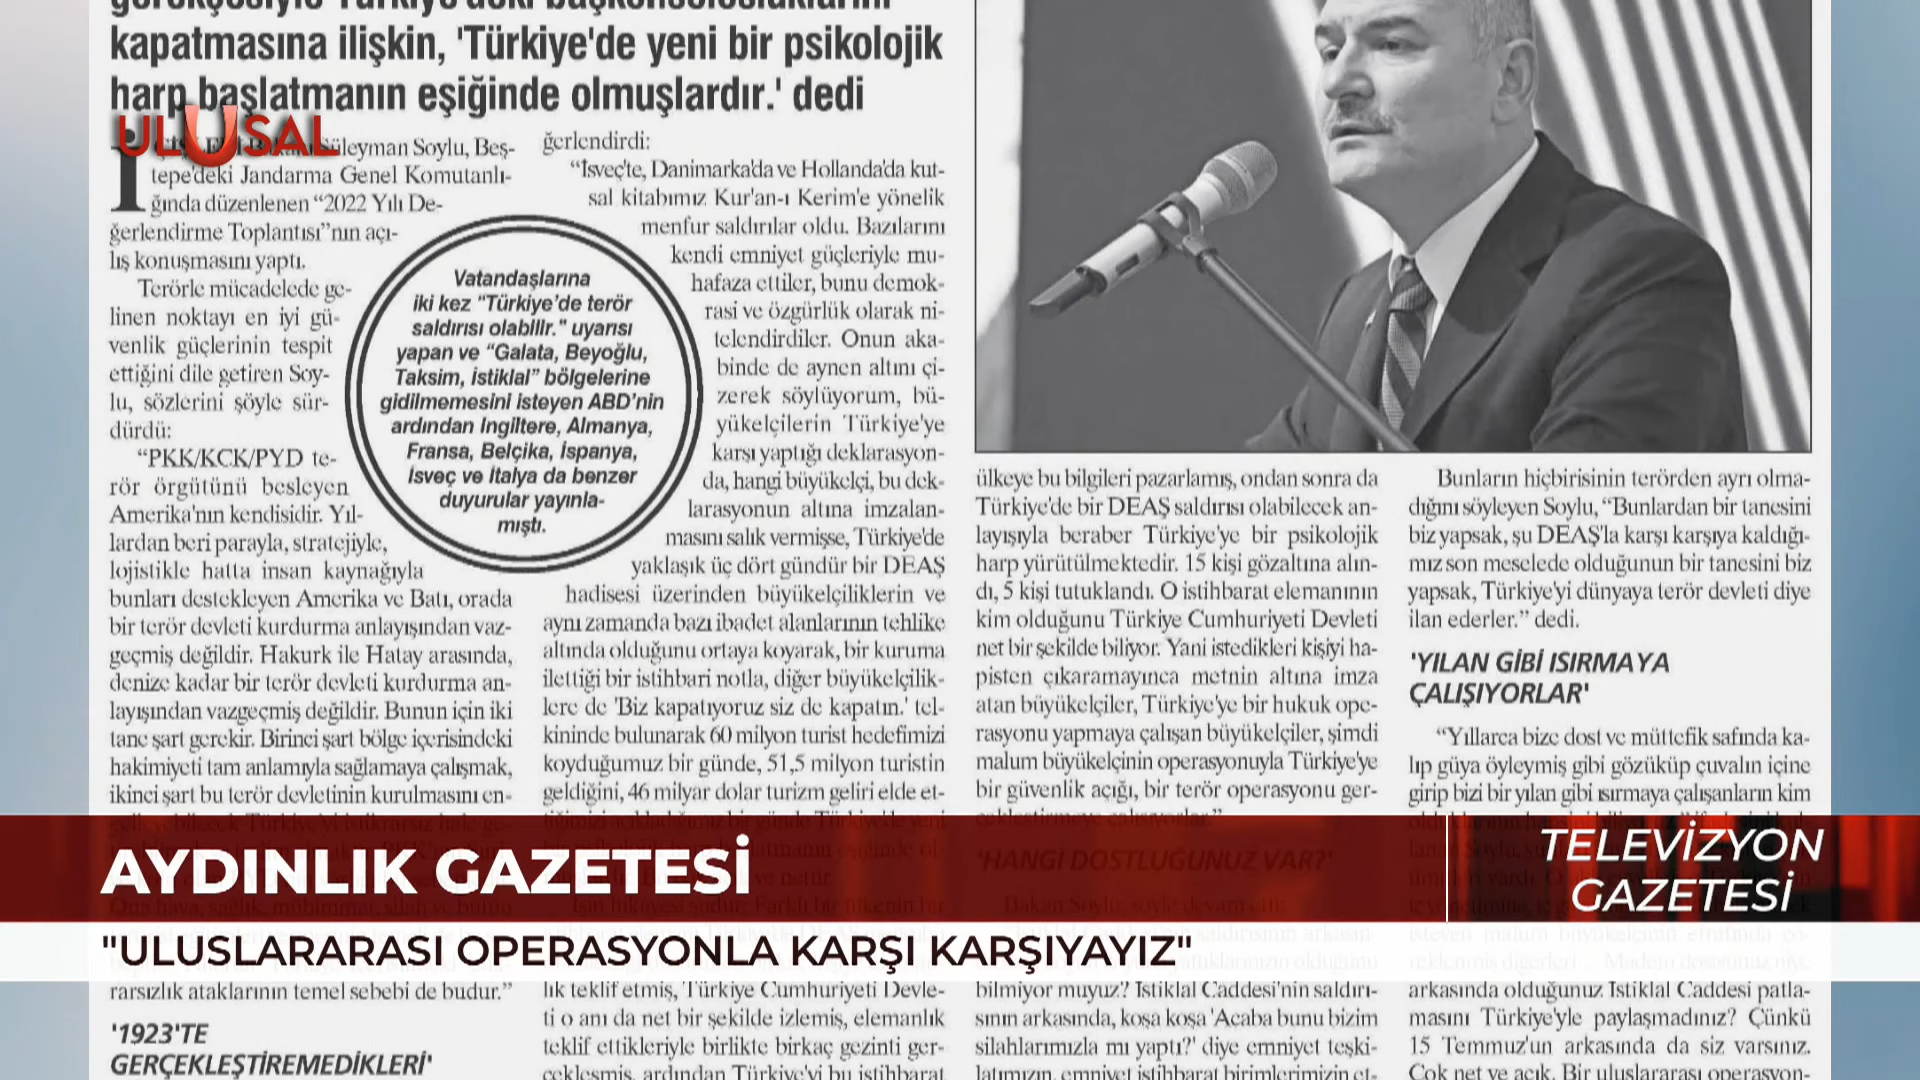 kapatmasına ilişkin, 'Türkiye'de yeni bir psikolojik
harp başlatmanın eşiğinde olmuşlardır.' dedi
ULUSAL
Süleyman Soylu, Beş-
tepe'deki Jandarma Genel Komutanlı-
ğında düzenlenen “2022 Yılı De-
ğerlendirme Toplantısı”nın açı-
lış konuşmasını yaptı.
Terörle mücadelede ge-
linen noktayı en iyi gü-
venlik güçlerinin tespit
ettiğini dile getiren Soy-
lu, sözlerini şöyle sür-
dürdü:
“PKK/KCK/PYD te-
rör örgütünü besleyen
Amerika'nın kendisidir. Yıl-
lardan beri parayla, stratejiyle,
lojistikle hatta insan kaynağıyla
bunları destekleyen Amerika ve Batı, orada
bir terör devleti kurdurma anlayışından vaz-
geçmiş değildir. Hakurk ile Hatay arasında,
denize kadar bir terör devleti kurdurma an-
layışından vazgeçmiş değildir. Bunun için iki
tane şart gerekir. Birinci şart bölge içerisindeki
hakimiyeti tam anlamıyla sağlamaya çalışmak,
ikinci şart bu terör devletinin kurulmasını en-
rarsızlık ataklarının temel sebebi de budur.”
'1923'TE
GERÇEKLEŞTİREMEDİKLERİ'
Vatandaşlarına
iki kez “Türkiye'de terör
saldırısı olabilir.” uyarısı
yapan ve “Galata, Beyoğlu,
Taksim, istiklal” bölgelerine
gidilmemesini isteyen ABD'nin
ardından Ingiltere, Almanya,
Fransa, Belçika, İspanya,
İsveç ve İtalya da benzer
duyurular yayınla-
mıştı.
ğerlendirdi:
“İsveç'te, Danimarka'da ve Hollanda'da kut-
sal kitabımız Kur'an-ı Kerim'e yönelik
menfur saldırılar oldu. Bazılarını
kendi emniyet güçleriyle mu-
hafaza ettiler, bunu demok-
rasi ve özgürlük olarak ni-
telendirdiler. Onun aka-
binde de aynen altını çi-
zerek söylüyorum, bü-
yükelçilerin Türkiye'ye
karşı yaptığı deklarasyon-
da, hangi büyükelçi, bu dek-
larasyonun altına imzalan-
masını salık vermişse, Türkiye'de
yaklaşık üç dört gündür bir DEAŞ
hadisesi üzerinden büyükelçiliklerin ve
aynı zamanda bazı ibadet alanlarının tehlike
altında olduğunu ortaya koyarak, bir kuruma
ilettiği bir istihbari notla, diğer büyükelçilik-
lere de 'Biz kapatıyoruz siz de kapatın.' tel-
kininde bulunarak 60 milyon turist hedefimizi
koyduğumuz bir günde, 51,5 milyon turistin
geldiğini, 46 milyar dolar turizm geliri elde et-
lik teklif etmiş, Türkiye Cumhuriyeti Devle-
ti o anı da net bir şekilde izlemiş, elemanlık
teklif ettikleriyle birlikte birkaç gezinti ger-
çekleşmiş, ardından Türkiye'yi bu istihbarat
ülkeye bu bilgileri pazarlamış, ondan sonra da
Türkiye'de bir DEAŞ saldırısı olabilecek an-
layışıyla beraber Türkiye'ye bir psikolojik
harp yürütülmektedir. 15 kişi gözaltına alın-
dı, 5 kişi tutuklandı. O istihbarat elemanının
kim olduğunu Türkiye Cumhuriyeti Devleti
net bir şekilde biliyor. Yani istedikleri kişiyi ha-
pisten çıkaramayınca metnin altına imza
atan büyükelçiler, Türkiye'ye bir hukuk ope-
rasyonu yapmaya çalışan büyükelçiler, şimdi
malum büyükelçinin operasyonuyla Türkiye'ye
bir güvenlik açığı, bir terör operasyonu ger-
çekleştirmeye çalışıyorlar.”
'HANGİ DOSTLUĞUNUZ VAR?'
bilmiyor muyuz? İstiklal Caddesi'nin saldırı-
sının arkasında, koşa koşa 'Acaba bunu bizim
silahlarımızla mı yaptı?' diye emniyet teşki-
latımızın, emniyet istihbarat birimlerimizin et-
Bunların hiçbirisinin terörden ayrı olma-
dığını söyleyen Soylu, “Bunlardan bir tanesini
biz yapsak, şu DEAŞ'la karşı karşıya kaldığı-
mız son meselede olduğunun bir tanesini biz
yapsak, Türkiye'yi dünyaya terör devleti diye
ilan ederler.” dedi.
'YILAN GİBİ ISIRMAYA
ÇALIŞIYORLAR'
“Yıllarca bize dost ve müttefik safında ka-
lıp güya öyleymiş gibi gözüküp çuvalın içine
girip bizi bir yılan gibi ısırmaya çalışanların kim
arkasında olduğunuz İstiklal Caddesi patla-
masını Türkiye'yle paylaşmadınız? Çünkü
15 Temmuz'un arkasında da siz varsınız.
Çok net ve açık. Bir uluslararası operasyon-
AYDINLIK GAZETESİ
TELEVİZYON
GAZETESİ
"ULUSLARARASI OPERASYONLA KARŞI KARŞIYAYIZ"